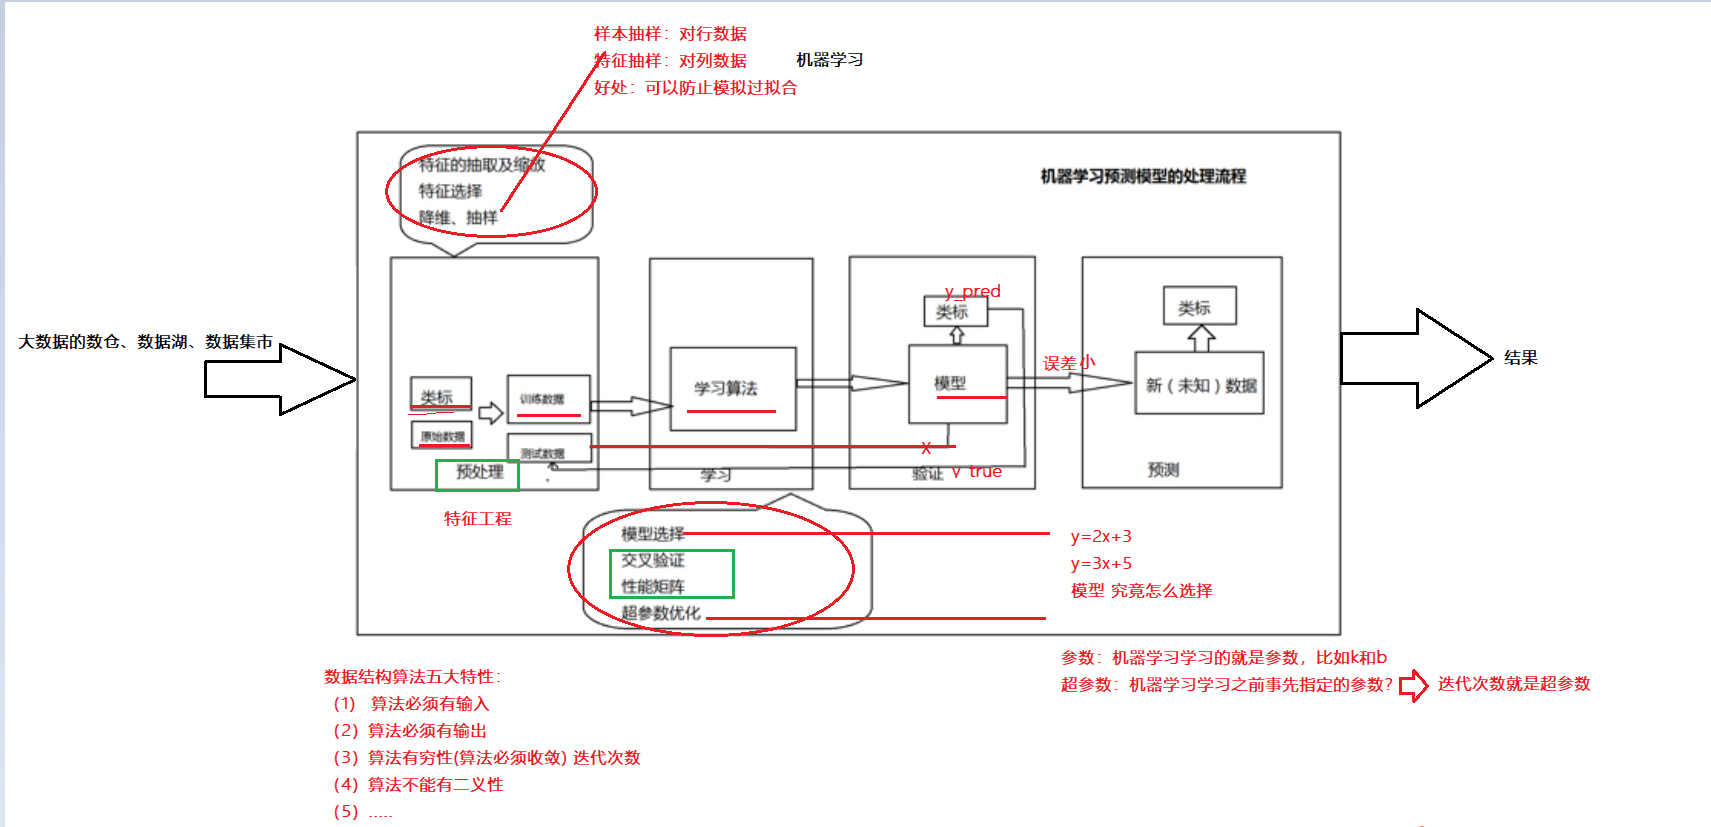 样本抽样：对行数据
特征抽样：对列数据
机器学习
好处：可以防止模拟过拟合
特征的抽取及缩放
特征选择
降维、抽样
机器学习预测模型的处理流程
大数据的数仓、数据湖、数据集市
类标
原始数据
训练数据
测试数据
预处理
特征工程
学习算法
学习
y_pred
类标
模型
X
验证
y_true
误差小
类标
新（未知）数据
预测
结果
模型选择
交叉验证
性能矩阵
超参数优化
y=2x+3
y=3x+5
模型 究竟怎么选择
参数：机器学习学习的就是参数，比如k和b
超参数：机器学习学习之前事先指定的参数？
迭代次数就是超参数
数据结构算法五大特性：
（1） 算法必须有输入
（2）算法必须有输出
（3）算法有穷性(算法必须收敛) 迭代次数
（4）算法不能有二义性
（5）.....